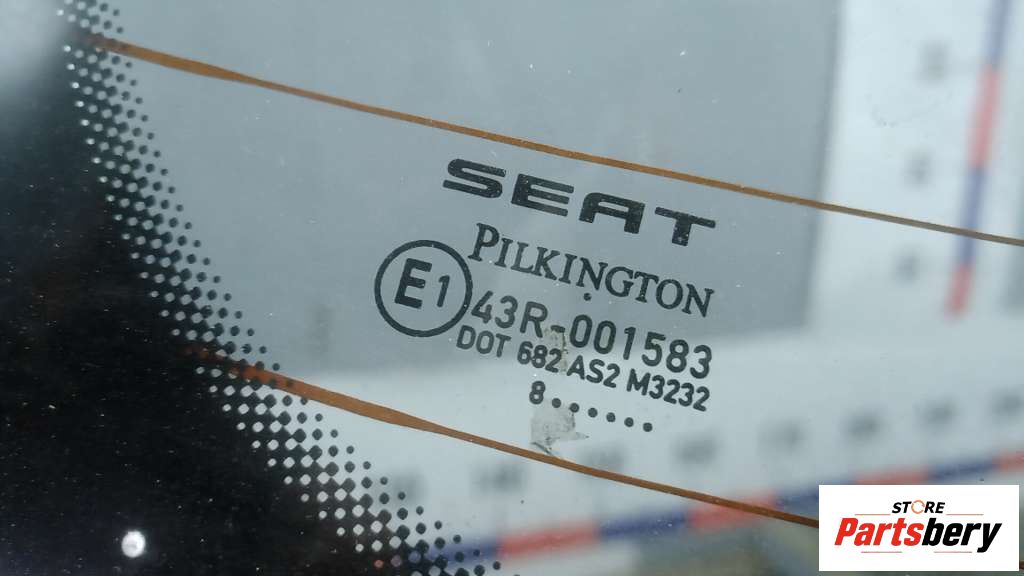 SEAT
PILKINGTON
E1
43R-001583
DOT 682 AS2 M3232
8......
STORE
Partsbery